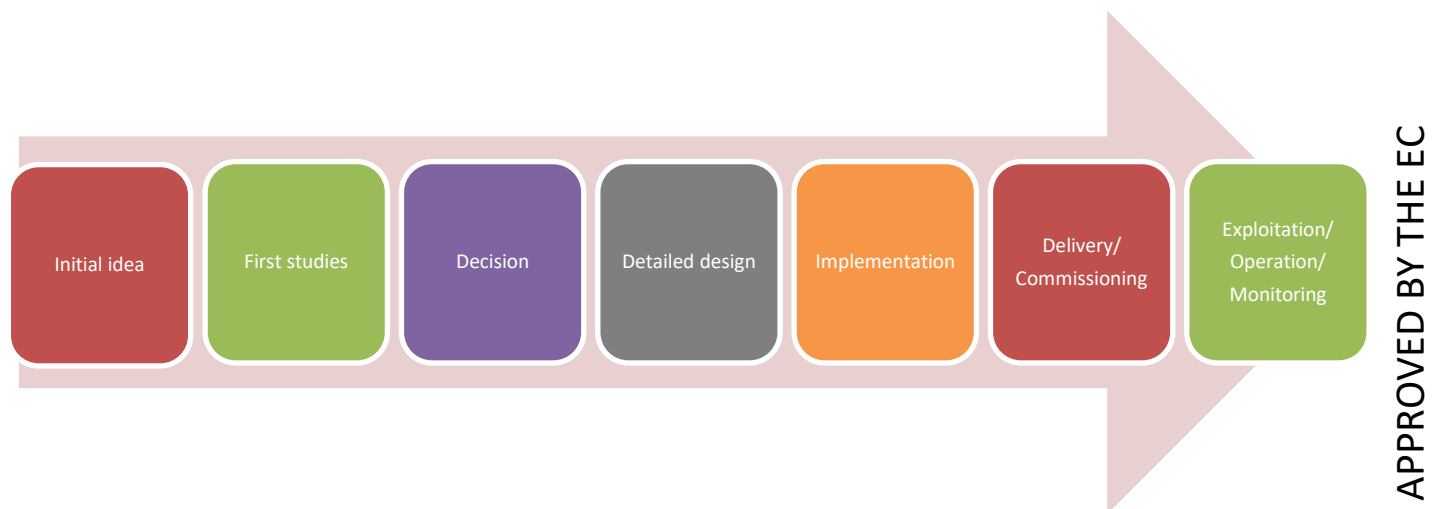 Initial idea
First studies
Decision
Detailed design
Implementation
Delivery/
Commissioning
Exploitation/
Operation/
Monitoring
APPROVED BY THE EC